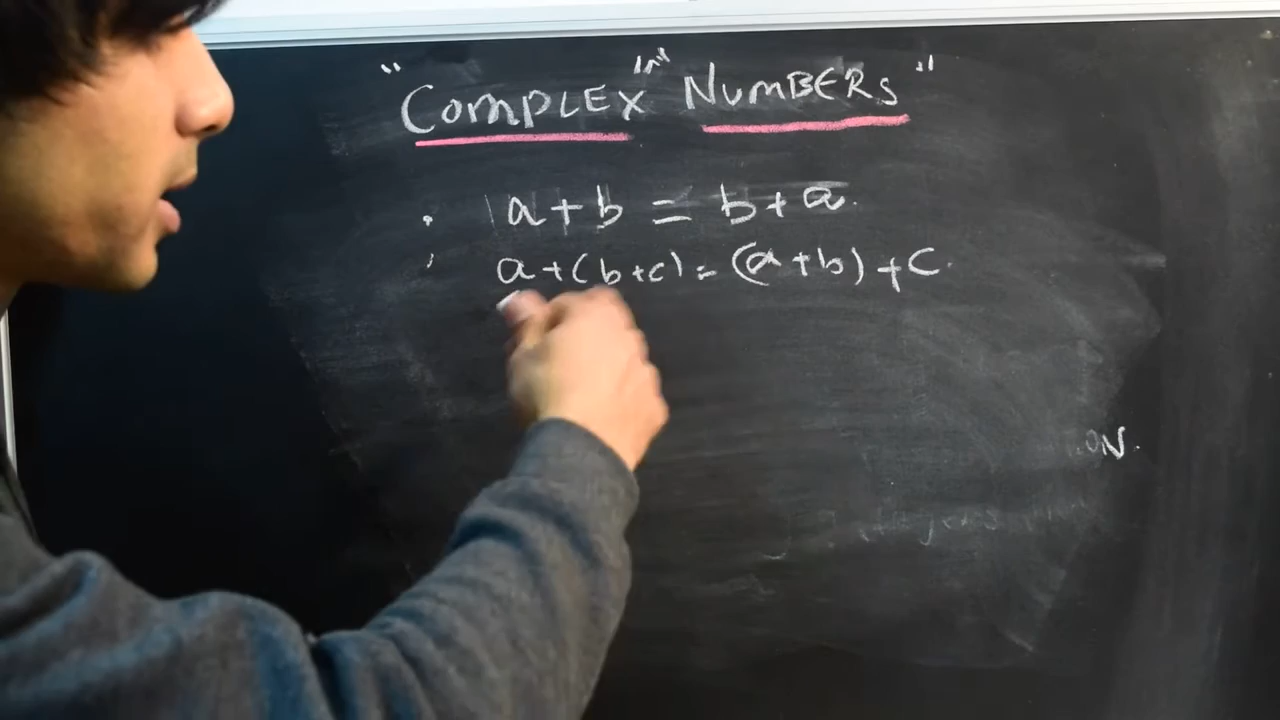 "COMPLEX" "NUMBERS"
a+b = b+a.
a+(b+c) = (a+b)+c.